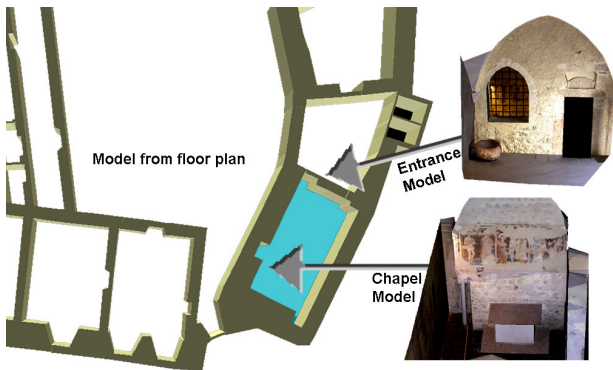 Model from floor plan
Entrance
Model
Chapel
Model